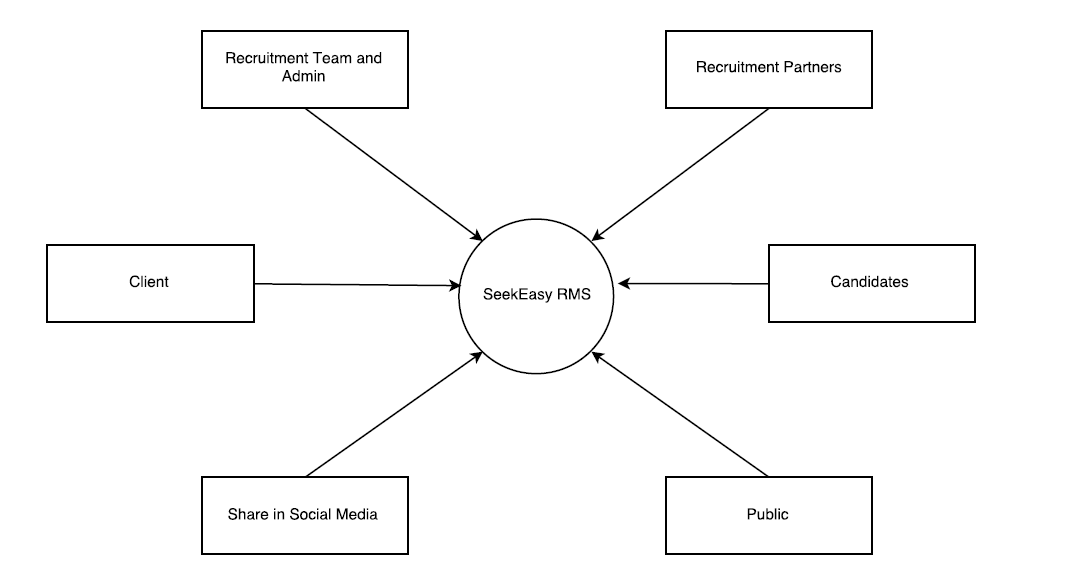 Recruitment Team and
Admin
Recruitment Partners
Client
SeekEasy RMS
Candidates
Share in Social Media
Public